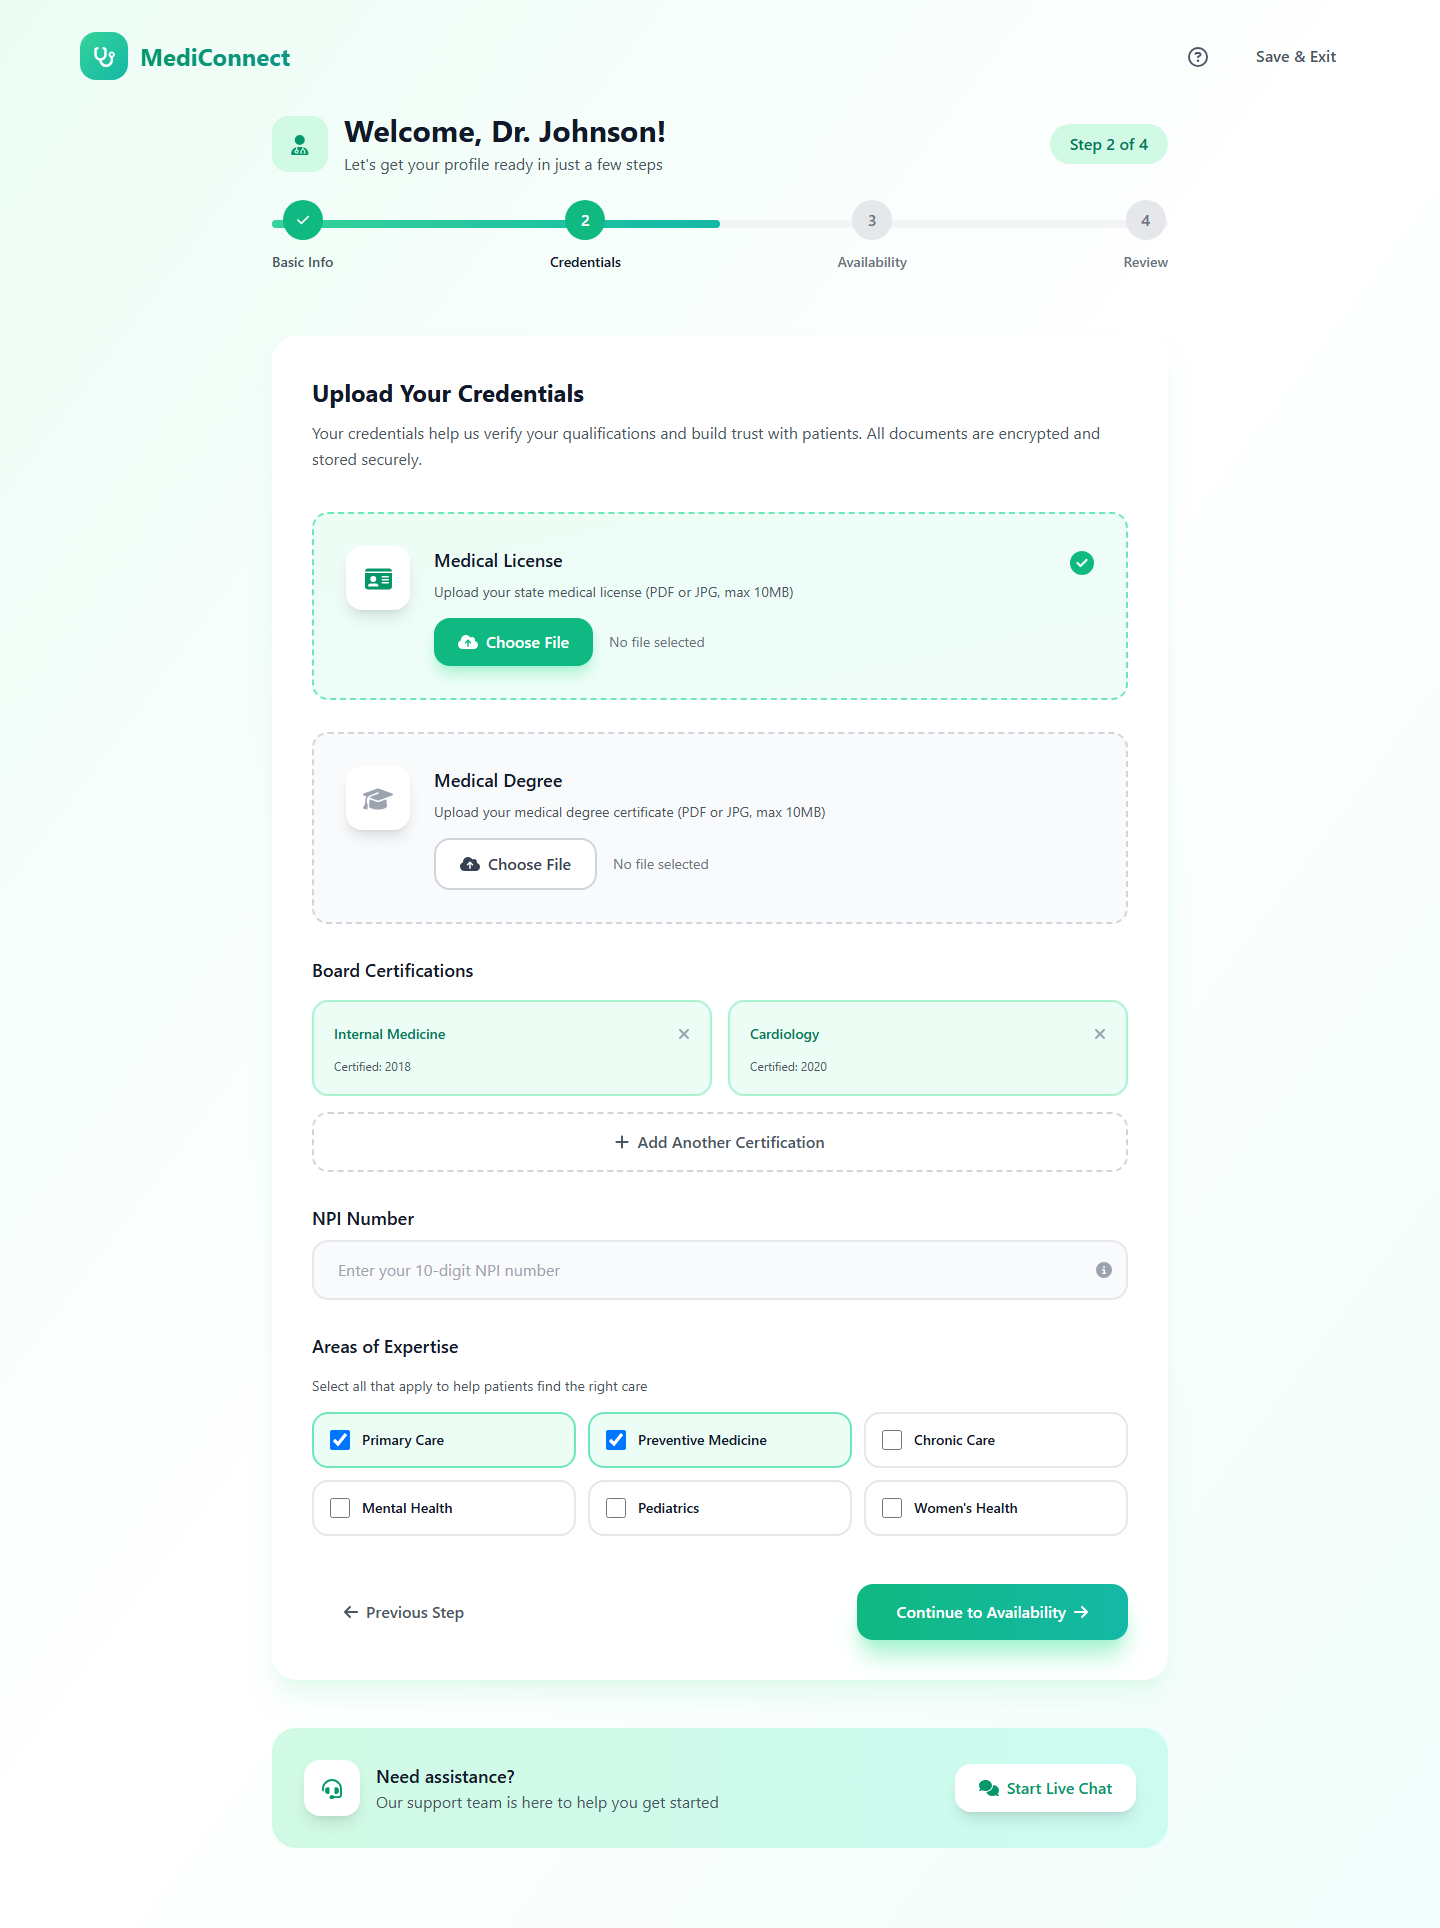 MediConnect
Save & Exit
Welcome, Dr. Johnson!
Let's get your profile ready in just a few steps
Step 2 of 4
2
3
4
Basic Info
Credentials
Availability
Review
Upload Your Credentials
Your credentials help us verify your qualifications and build trust with patients. All documents are encrypted and
stored securely.
Medical License
Upload your state medical license (PDF or JPG, max 10MB)
Choose File
No file selected
Medical Degree
Upload your medical degree certificate (PDF or JPG, max 10MB)
Choose File
No file selected
Board Certifications
Internal Medicine
Certified: 2018
Cardiology
Certified: 2020
Add Another Certification
NPI Number
Enter your 10-digit NPI number
Areas of Expertise
Select all that apply to help patients find the right care
Primary Care
Preventive Medicine
Chronic Care
Mental Health
Pediatrics
Women's Health
Previous Step
Continue to Availability
Need assistance?
Our support team is here to help you get started
Start Live Chat